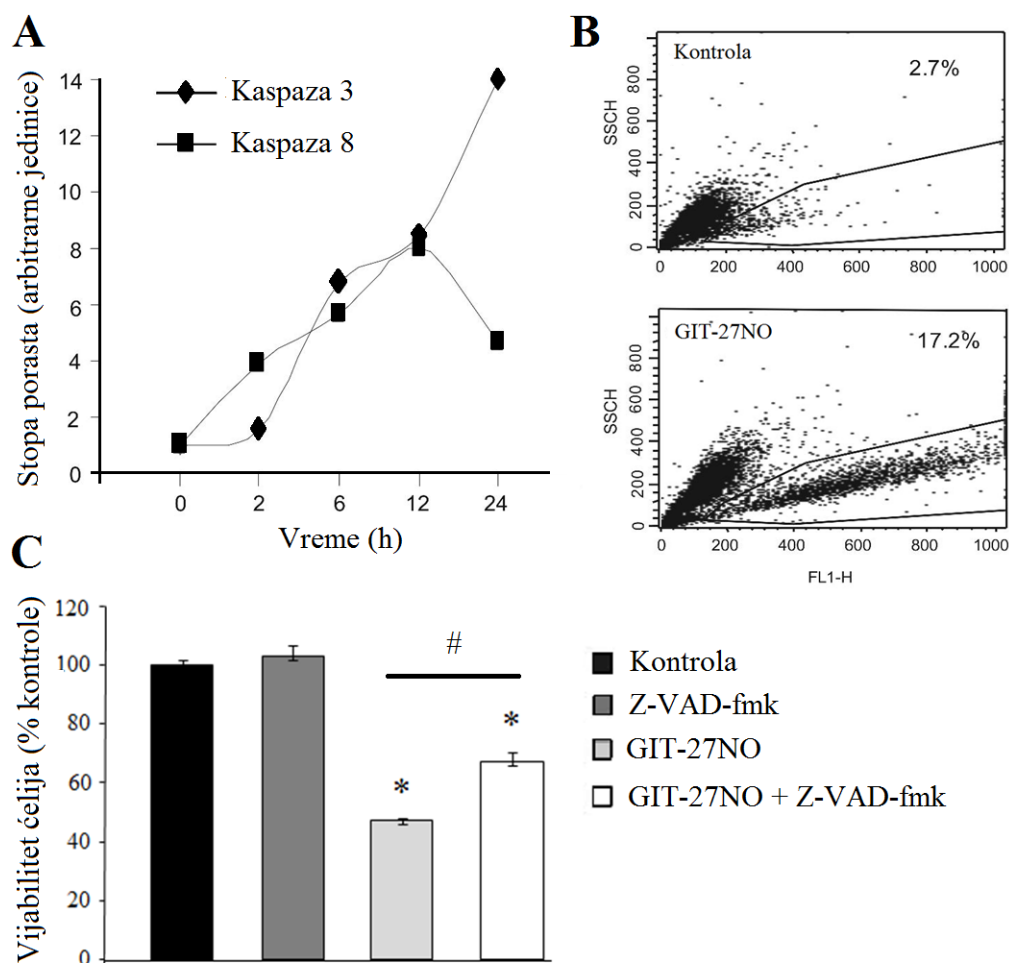 A
Stopa porasta (arbitrarne jedinice)
14
12
10
8
6
4
2
0
Kaspaza 3
Kaspaza 8
0 2 6 12 24
Vreme (h)
B
Kontrola
2.7%
SSCH
800
600
400
200
0
0 200 400 600 800 1000
GIT-27NO
17.2%
SSCH
800
600
400
200
0
0 200 400 600 800 1000
FL1-H
C
Vijabilitet ćelija (% kontrole)
120
100
80
60
40
20
0
#
*
*
Kontrola
Z-VAD-fmk
GIT-27NO
GIT-27NO + Z-VAD-fmk